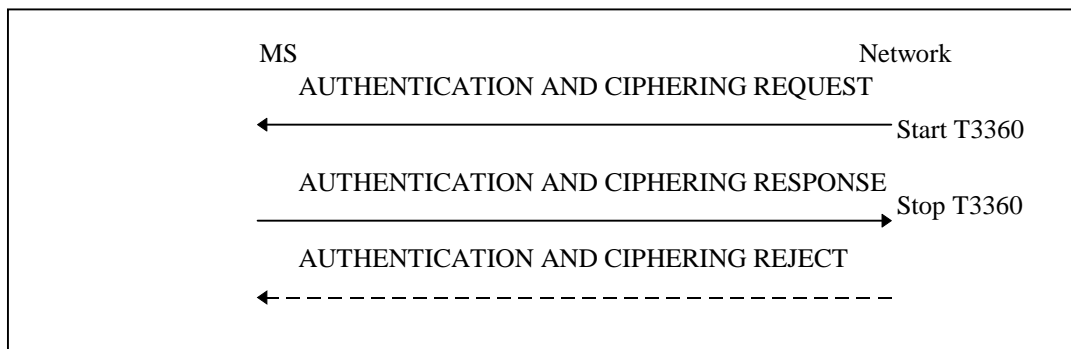 MS Network
AUTHENTICATION AND CIPHERING REQUEST
Start T3360
AUTHENTICATION AND CIPHERING RESPONSE
Stop T3360
AUTHENTICATION AND CIPHERING REJECT